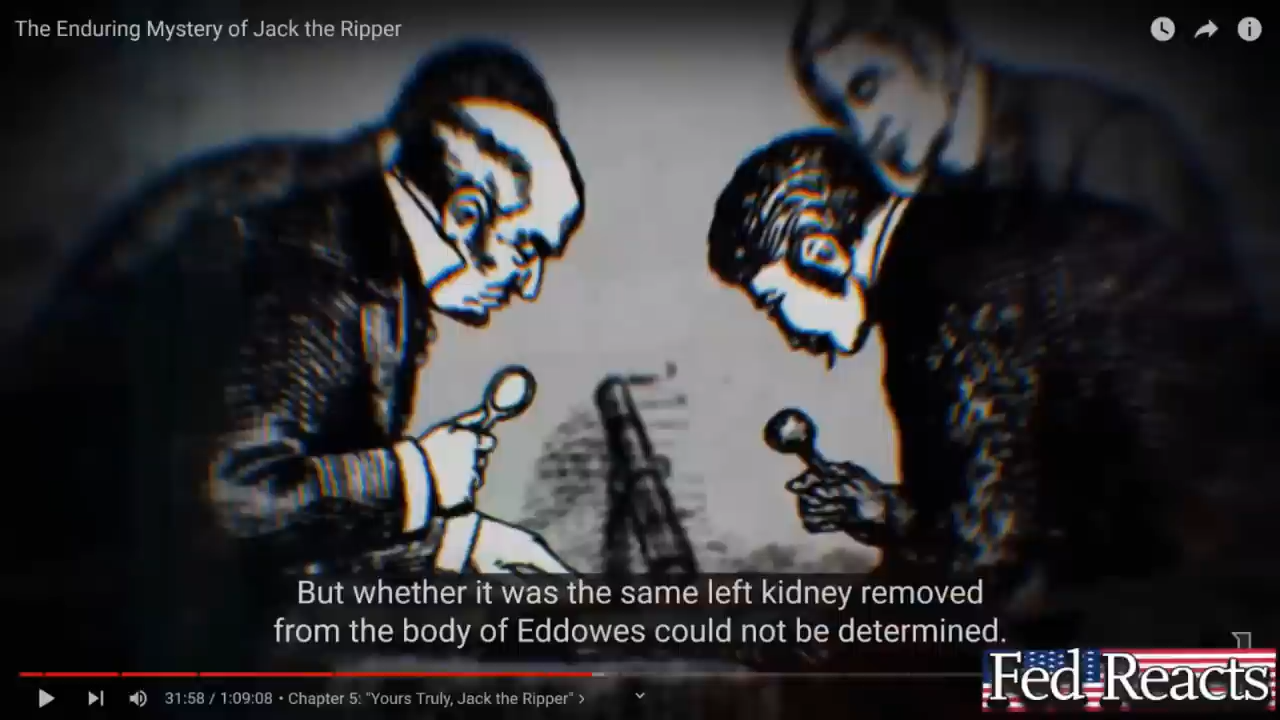 The Enduring Mystery of Jack the Ripper
But whether it was the same left kidney removed
from the body of Eddowes could not be determined.
31:58 / 1:09:08 • Chapter 5: "Yours Truly, Jack the Ripper" ›
Fed Reacts